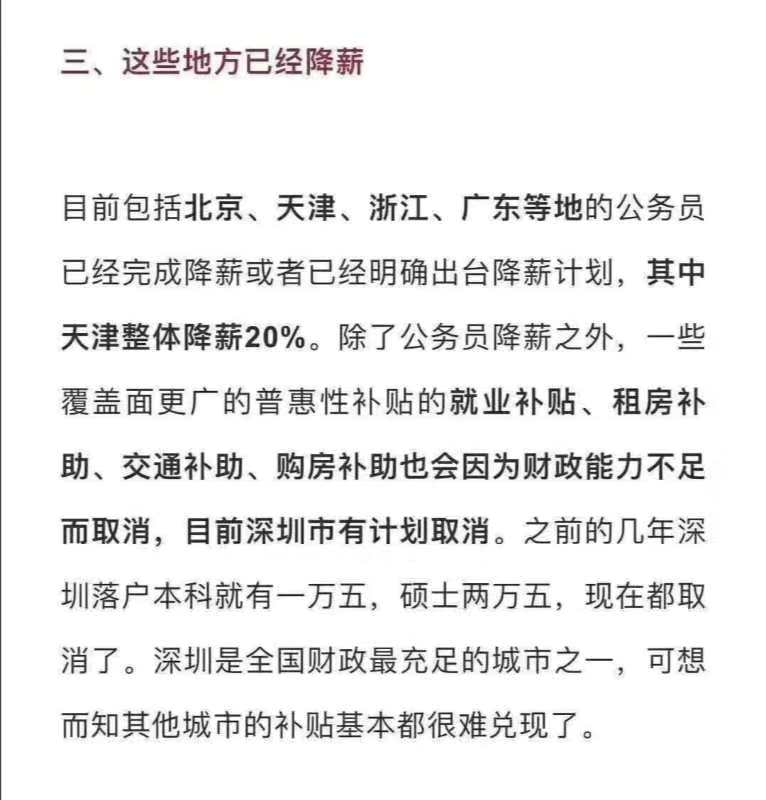 三、这些地方已经降薪
目前包括北京、天津、浙江、广东等地的公务员
已经完成降薪或者已经明确出台降薪计划，其中
天津整体降薪20%。除了公务员降薪之外，一些
覆盖面更广的普惠性补贴的就业补贴、租房补
助、交通补助、购房补助也会因为财政能力不足
而取消，目前深圳市有计划取消。之前的几年深
圳落户本科就有一万五，硕士两万五，现在都取
消了。深圳是全国财政最充足的城市之一，可想
而知其他城市的补贴基本都很难兑现了。